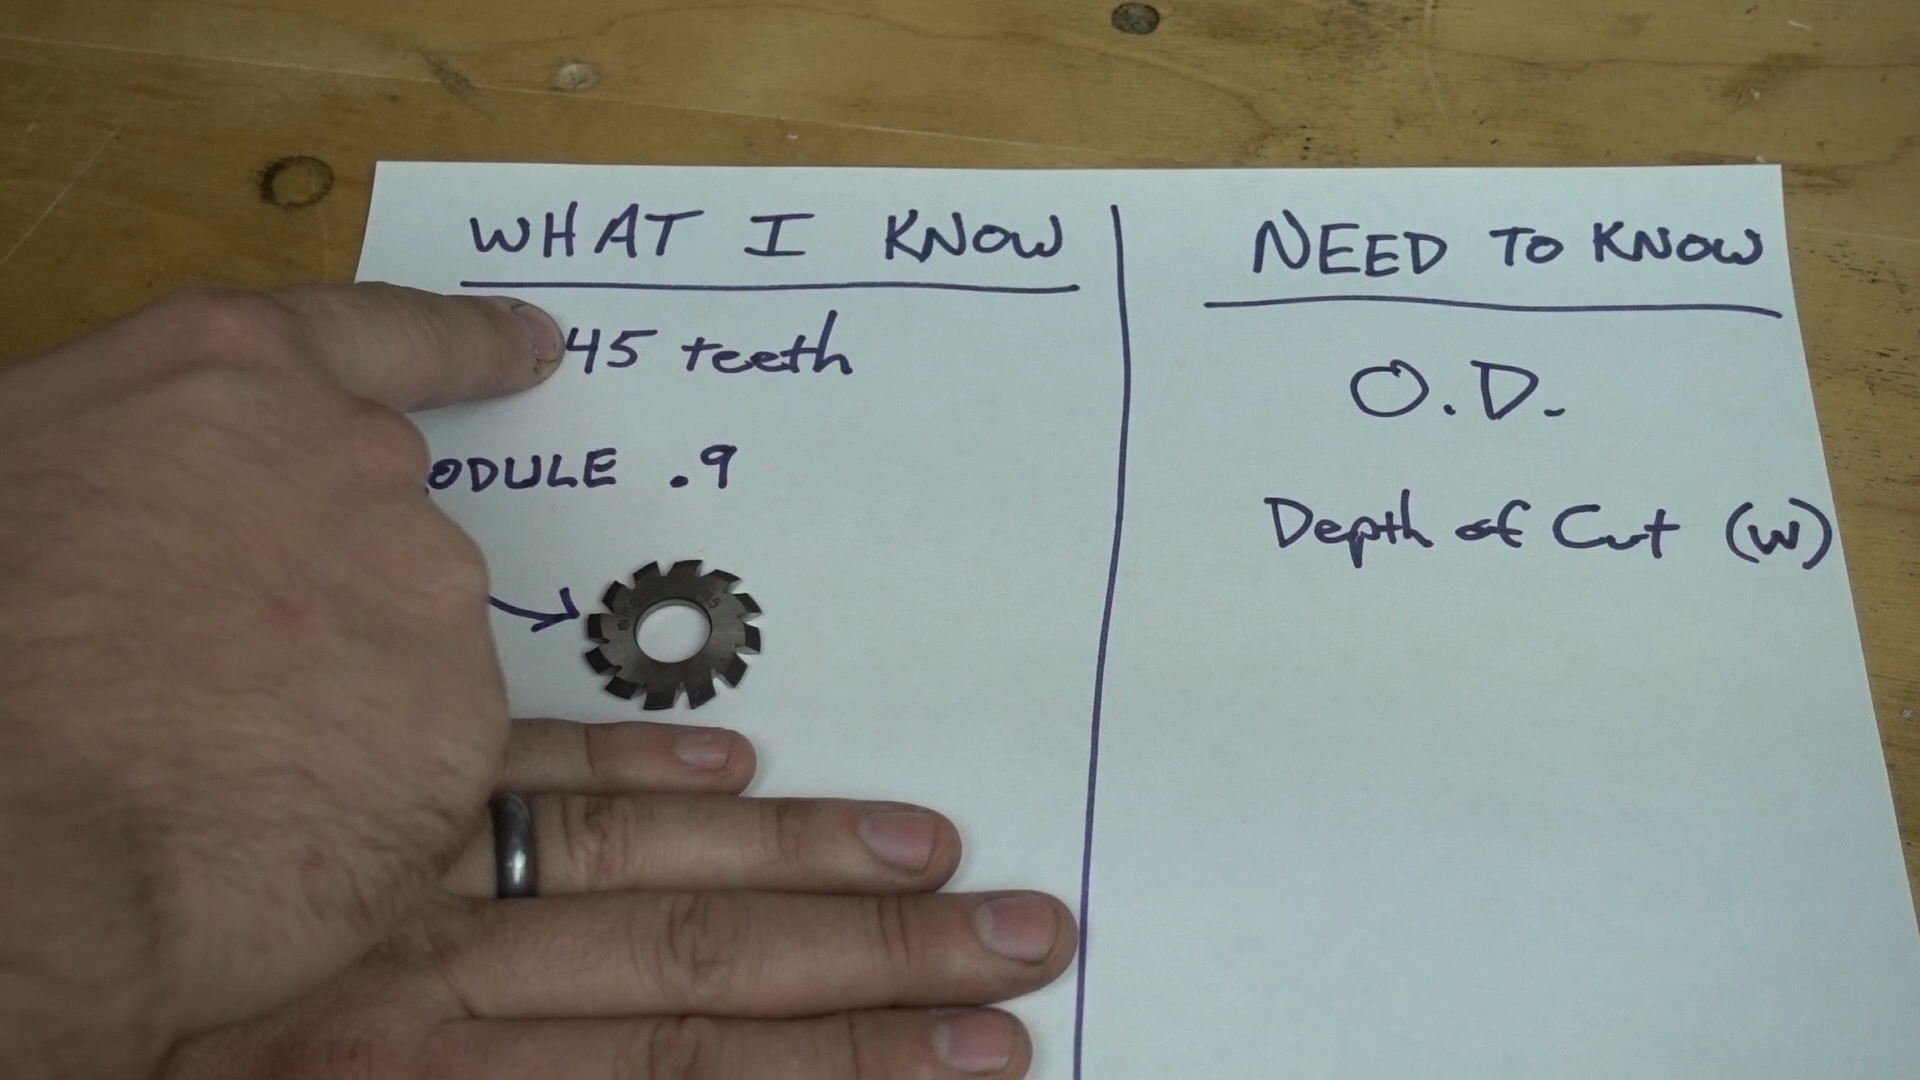 WHAT I KNOW
45 teeth
ODULE .9
NEED TO KNOW
O.D.
Depth of Cut (W)